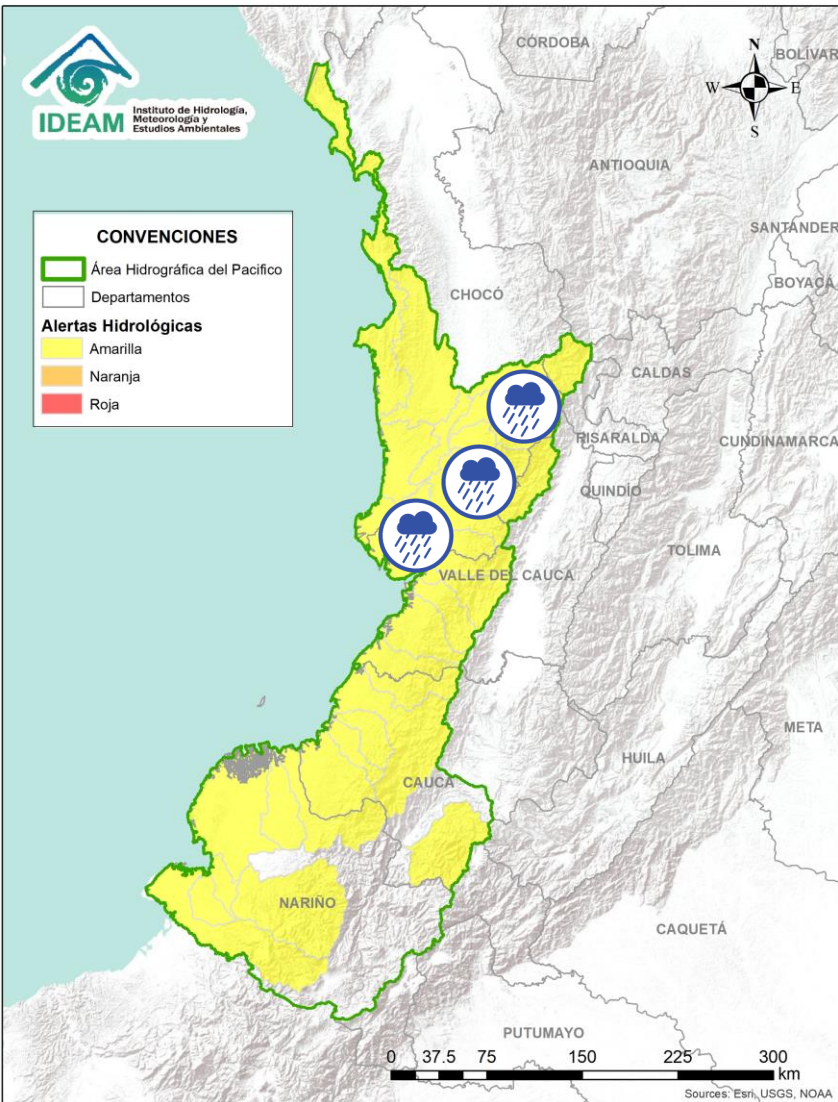 IDEAM
Instituto de Hidrología,
Meteorología y
Estudios Ambientales
CÓRDOBA
BOLÍVAR
N
W E
S
ANTIOQUIA
SANTANDER
BOYACÁ
CONVENCIONES
Área Hidrográfica del Pacifico
Departamentos
Alertas Hidrológicas
Amarilla
Naranja
Roja
CHOCÓ
CALDAS
RISARALDA
CUNDINAMARCA
QUINDÍO
TOLIMA
VALLE DEL CAUCA
META
HUILA
CAUCA
NARIÑO
CAQUETÁ
PUTUMAYO
0 37.5 75 150 225 300
km
Sources: Esri, USGS, NOAA